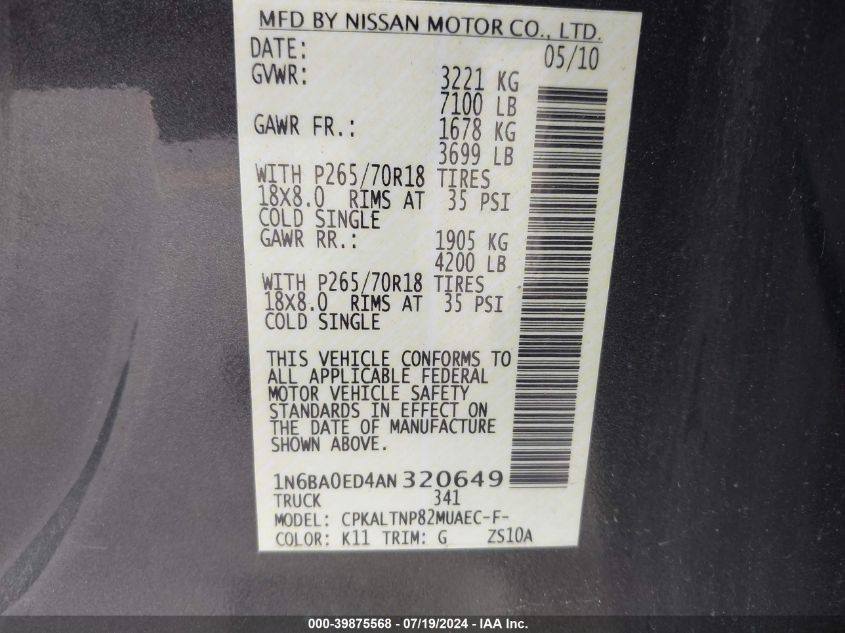 MFD BY NISSAN MOTOR CO., LTD.
DATE: 05/10
GVWR: 3221 KG
7100 LB
GAWR FR.: 1678 KG
3699 LB
WITH P265/70R18 TIRES
18X8.0 RIMS AT 35 PSI
COLD SINGLE
GAWR RR.: 1905 KG
4200 LB
WITH P265/70R18 TIRES
18X8.0 RIMS AT 35 PSI
COLD SINGLE
THIS VEHICLE CONFORMS TO
ALL APPLICABLE FEDERAL
MOTOR VEHICLE SAFETY
STANDARDS IN EFFECT ON
THE DATE OF MANUFACTURE
SHOWN ABOVE.
1N6BA0ED4AN320649
TRUCK 341
MODEL: CPKALTNP82MUAEC-F-
COLOR: K11 TRIM: G ZS10A
000-39875568 - 07/19/2024 - IAA Inc.